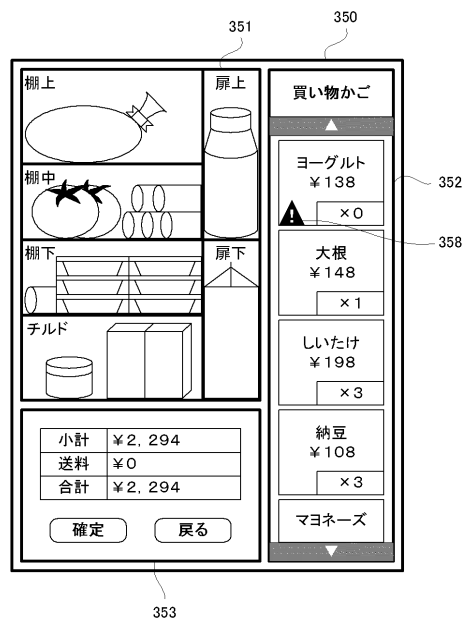 350
351
棚上
扉上
買い物かご
ヨーグルト
￥138
×0
352
358
棚中
大根
￥148
×1
棚下
扉下
チルド
しいたけ
￥198
×3
小計 ￥2, 294
送料 ￥0
合計 ￥2, 294
確定 戻る
納豆
￥108
×3
マヨネーズ
353